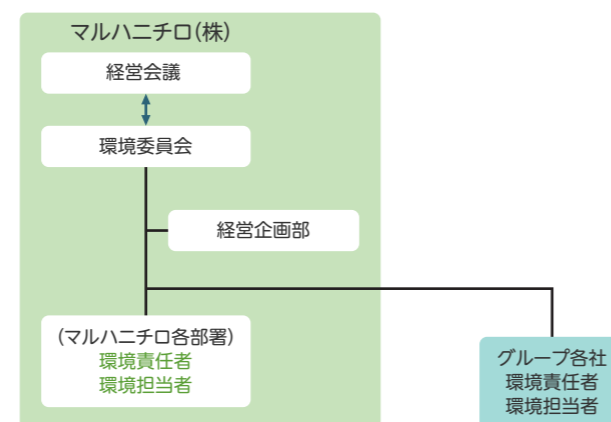 マルハニチロ(株)
経営会議
環境委員会
経営企画部
(マルハニチロ各部署)
環境責任者
環境担当者
グループ各社
環境責任者
環境担当者